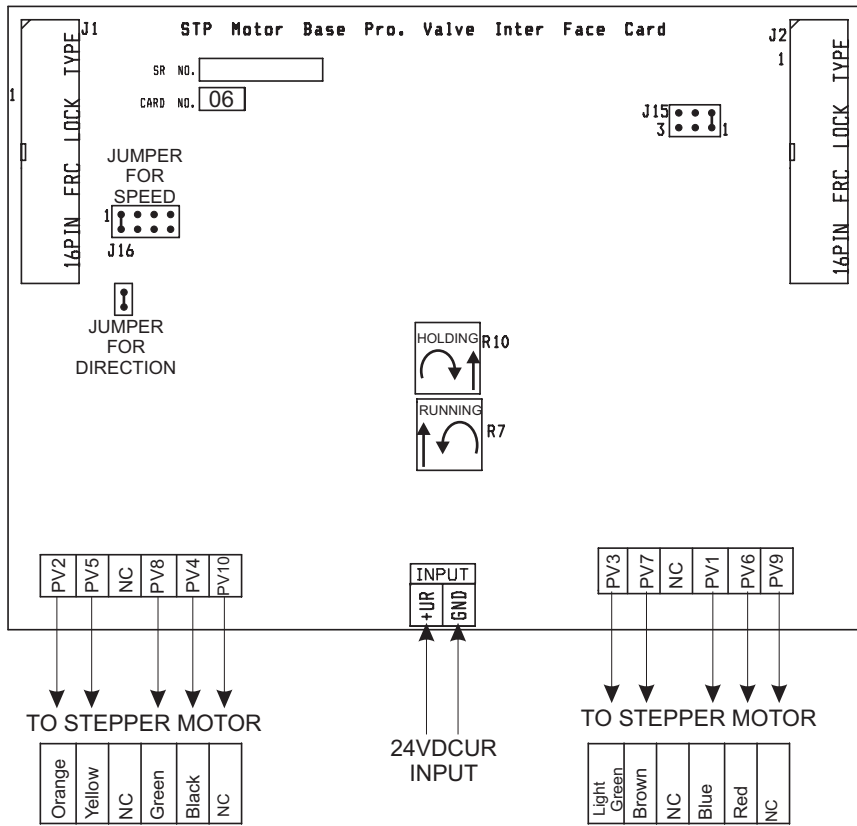 STP Motor Base Pro. Valve Inter Face Card
J1
J2
1
1
16PIN FRC LOCK TYPE
16PIN FRC LOCK TYPE
SR NO.
CARD NO. 06
J15
3
1
JUMPER
FOR
SPEED
1
J16
JUMPER
FOR
DIRECTION
HOLDING
R10
RUNNING
R7
PV2 PV5 NC PV8 PV4 PV10
INPUT
+UR GND
PV3 PV7 NC PV1 PV6 PV9
TO STEPPER MOTOR
24VDCUR
INPUT
TO STEPPER MOTOR
Orange Yellow NC Green Black NC
Light
Green
Brown NC Blue Red NC